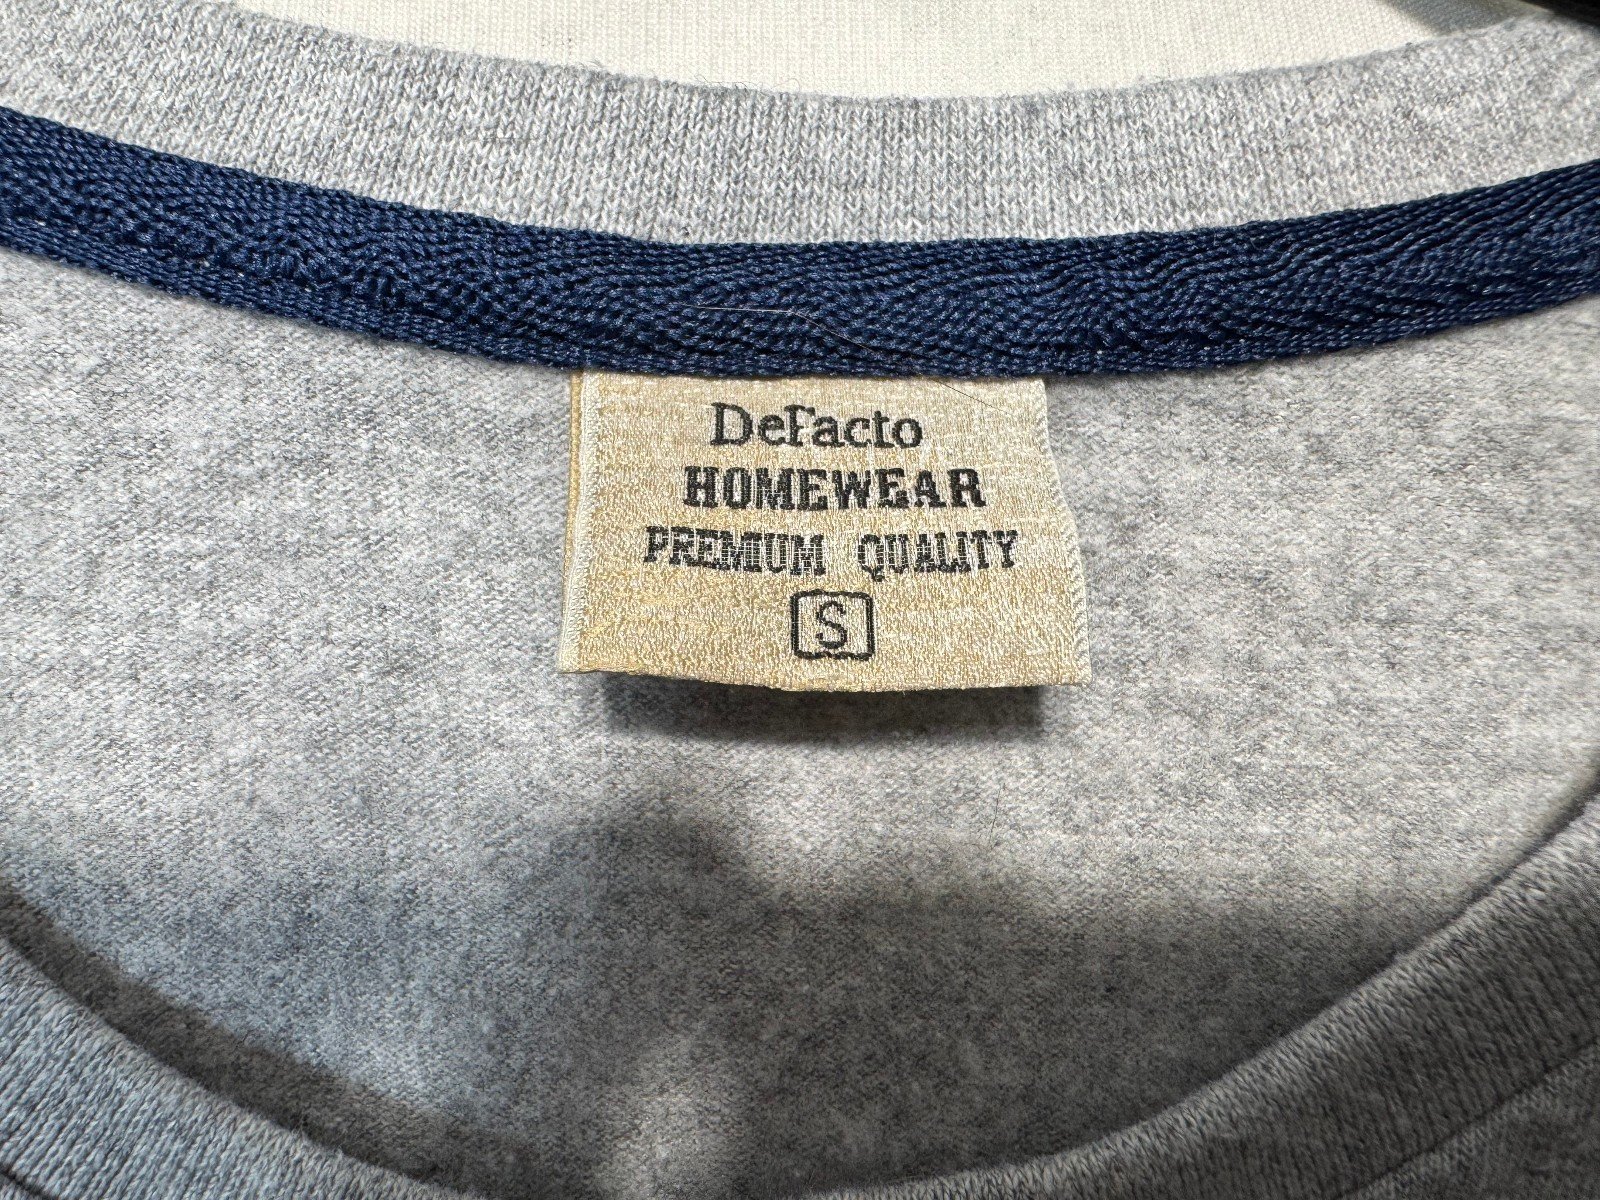 DeFacto
HOMEWEAR
PREMIUM QUALITY
S